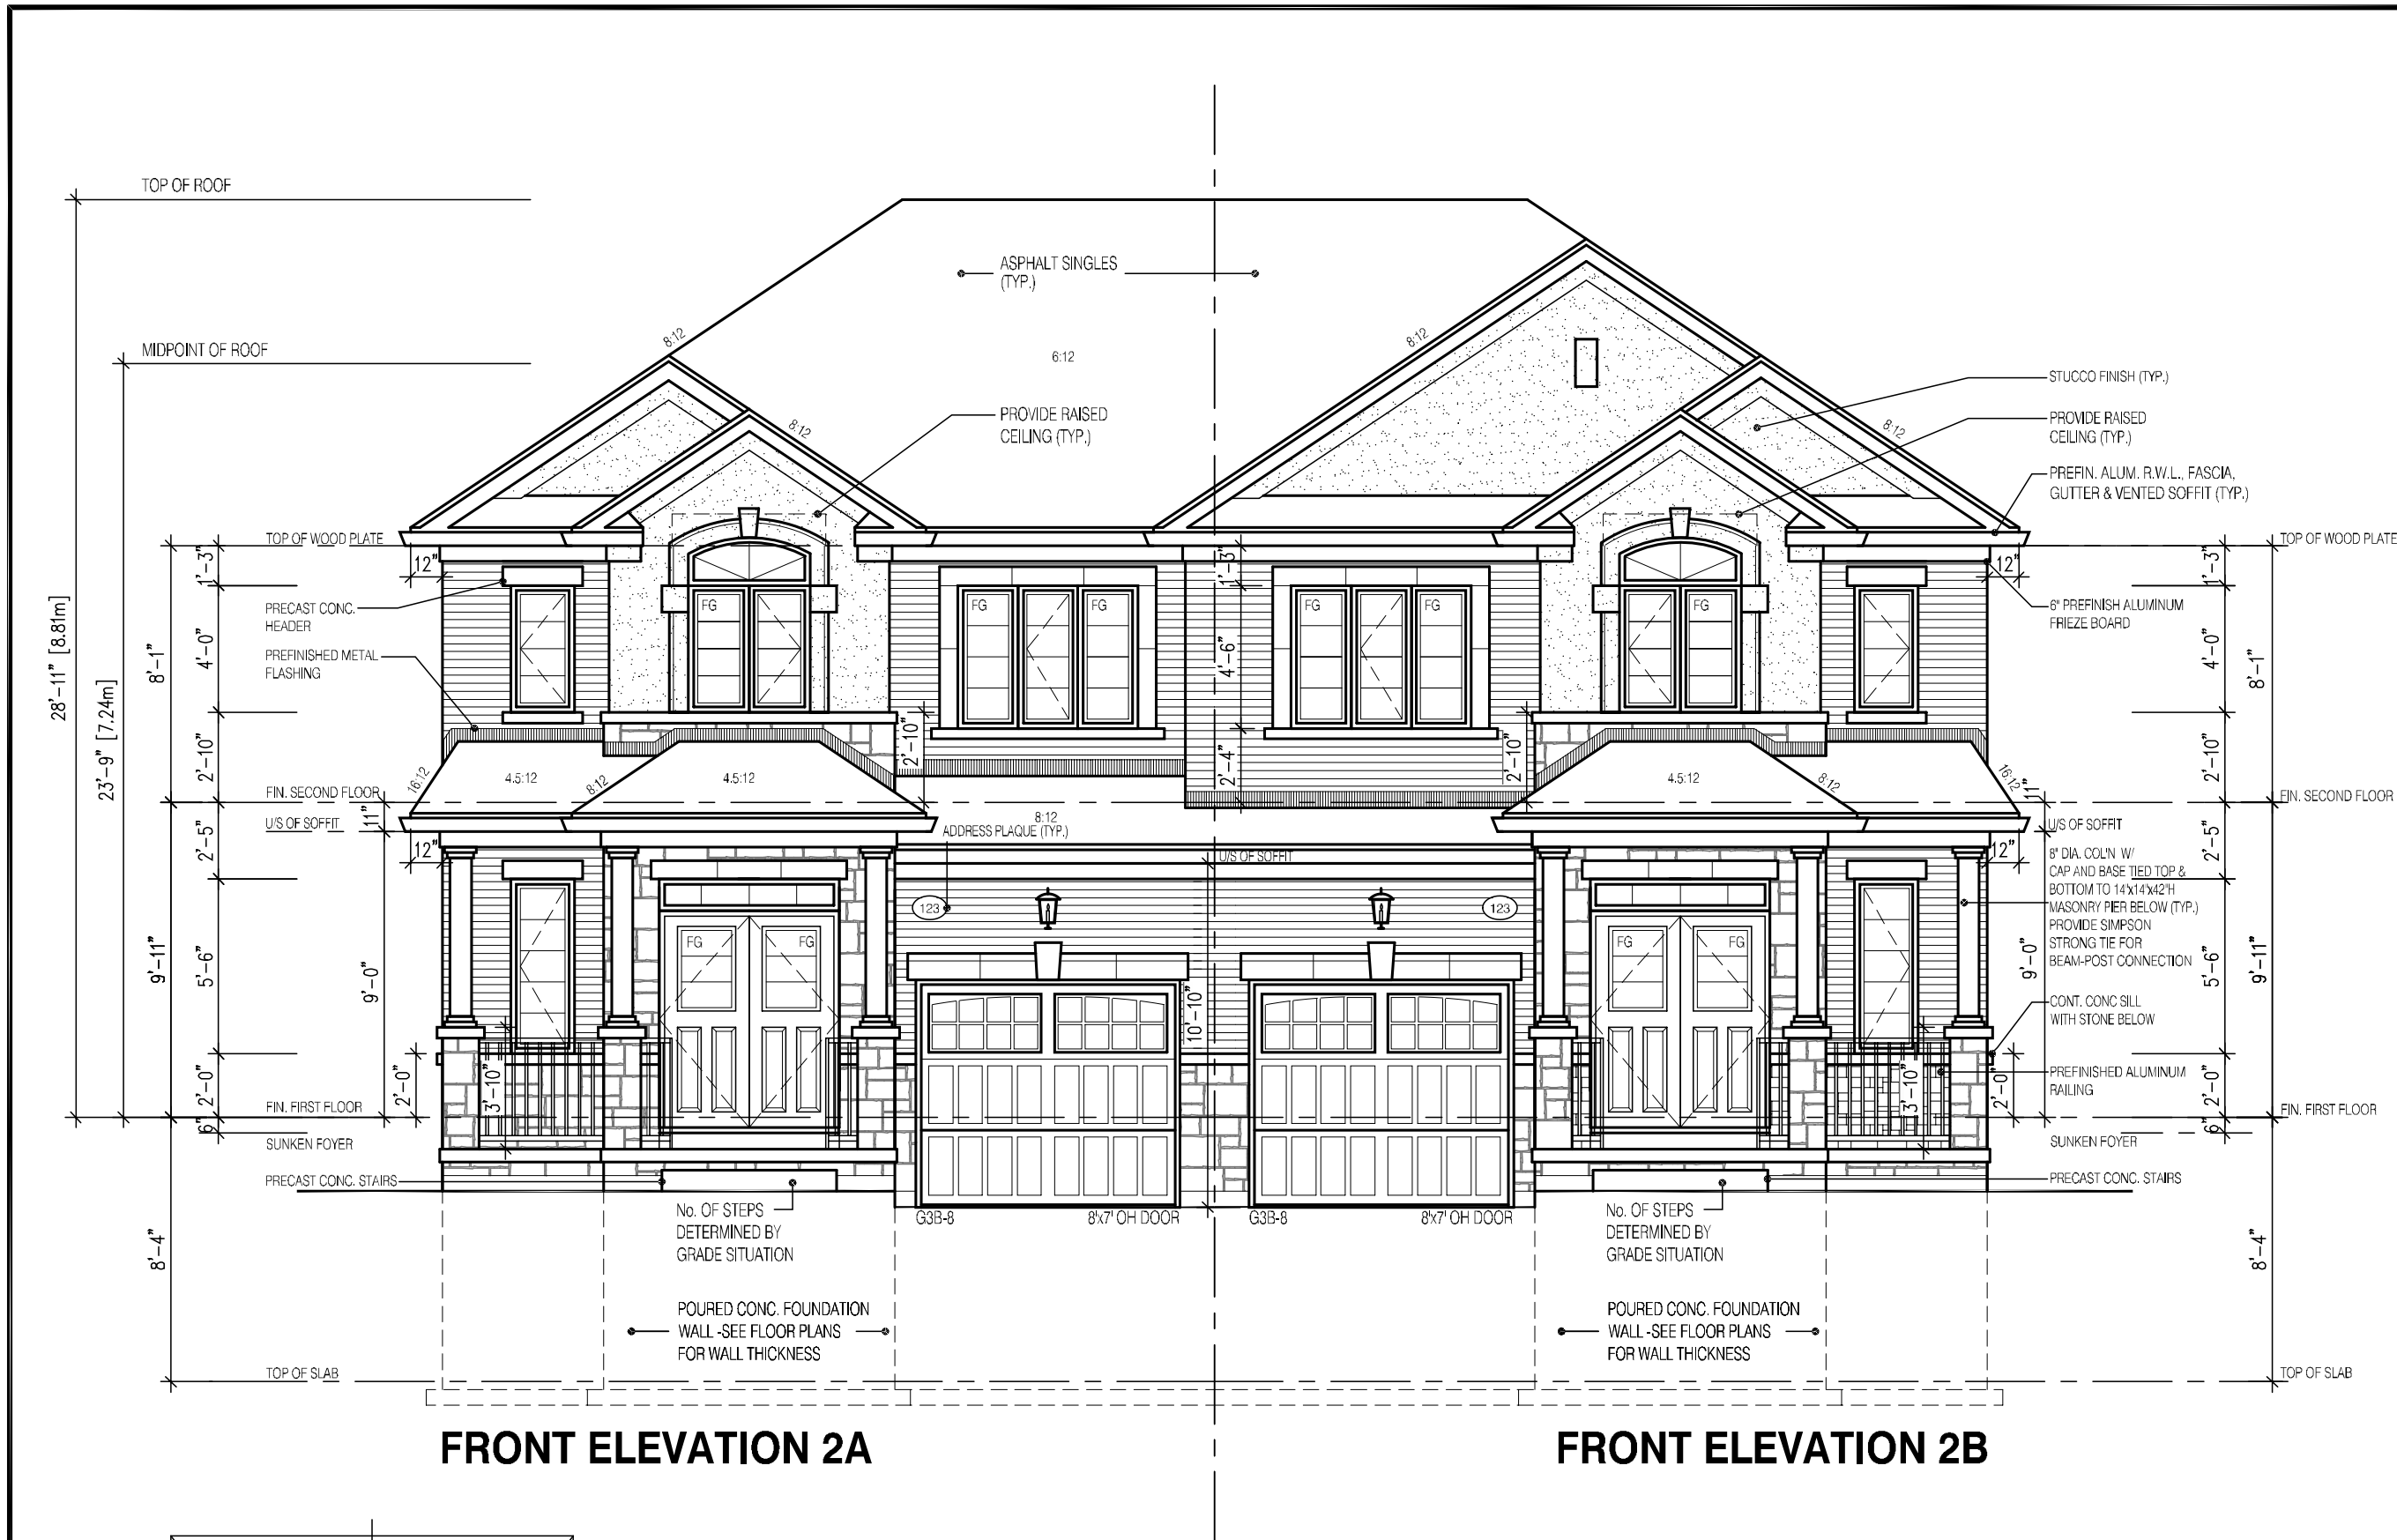 TOP OF ROOF
ASPHALT SINGLES
(TYP.)
8:12
8:12
MIDPOINT OF ROOF
6:12
STUCCO FINISH (TYP.)
PROVIDE RAISED
CEILING (TYP.)
8:12
8:12
PROVIDE RAISED
CEILING (TYP.)
PREFIN. ALUM. R.W.L., FASCIA,
GUTTER & VENTED SOFFIT (TYP.)
TOP OF WOOD PLATE
TOP OF WOOD PLATE
1'-3"
12"
1'-3"
12"
1'-3"
PRECAST CONC.
HEADER
FG
FG
FG
FG
FG
FG
6" PREFINISH ALUMINUM
FRIEZE BOARD
28'-11" [8.81m]
23'-9" [7.24m]
8'-1"
4'-0"
PREFINISHED METAL
FLASHING
4'-6"
4'-0"
8'-1"
2'-10"
2'-10"
2'-4"
2'-10"
2'-10"
16:12
4.5:12
8:12
4.5:12
4.5:12
8:12
16:12
FIN. SECOND FLOOR
11"
11"
FIN. SECOND FLOOR
U/S OF SOFFIT
8:12
ADDRESS PLAQUE (TYP.)
U/S OF SOFFIT
U/S OF SOFFIT
2'-5"
12"
12"
2'-5"
8" DIA. COL'N W/
CAP AND BASE TIED TOP &
BOTTOM TO 14"x14"x42"H
MASONRY PIER BELOW (TYP.)
PROVIDE SIMPSON
STRONG TIE FOR
BEAM-POST CONNECTION
123
123
FG
FG
FG
FG
9'-11"
5'-6"
9'-0"
10'-10"
9'-0"
5'-6"
9'-11"
CONT. CONC SILL
WITH STONE BELOW
2'-0"
2'-0"
3'-10"
3'-10"
2'-0"
2'-0"
PREFINISHED ALUMINUM
RAILING
FIN. FIRST FLOOR
FIN. FIRST FLOOR
6"
6"
SUNKEN FOYER
SUNKEN FOYER
PRECAST CONC. STAIRS
PRECAST CONC. STAIRS
No. OF STEPS
DETERMINED BY
GRADE SITUATION
G3B-8
8'x7' OH DOOR
G3B-8
8'x7' OH DOOR
No. OF STEPS
DETERMINED BY
GRADE SITUATION
8'-4"
8'-4"
POURED CONC. FOUNDATION
WALL -SEE FLOOR PLANS
FOR WALL THICKNESS
POURED CONC. FOUNDATION
WALL -SEE FLOOR PLANS
FOR WALL THICKNESS
TOP OF SLAB
TOP OF SLAB
FRONT ELEVATION 2A
FRONT ELEVATION 2B